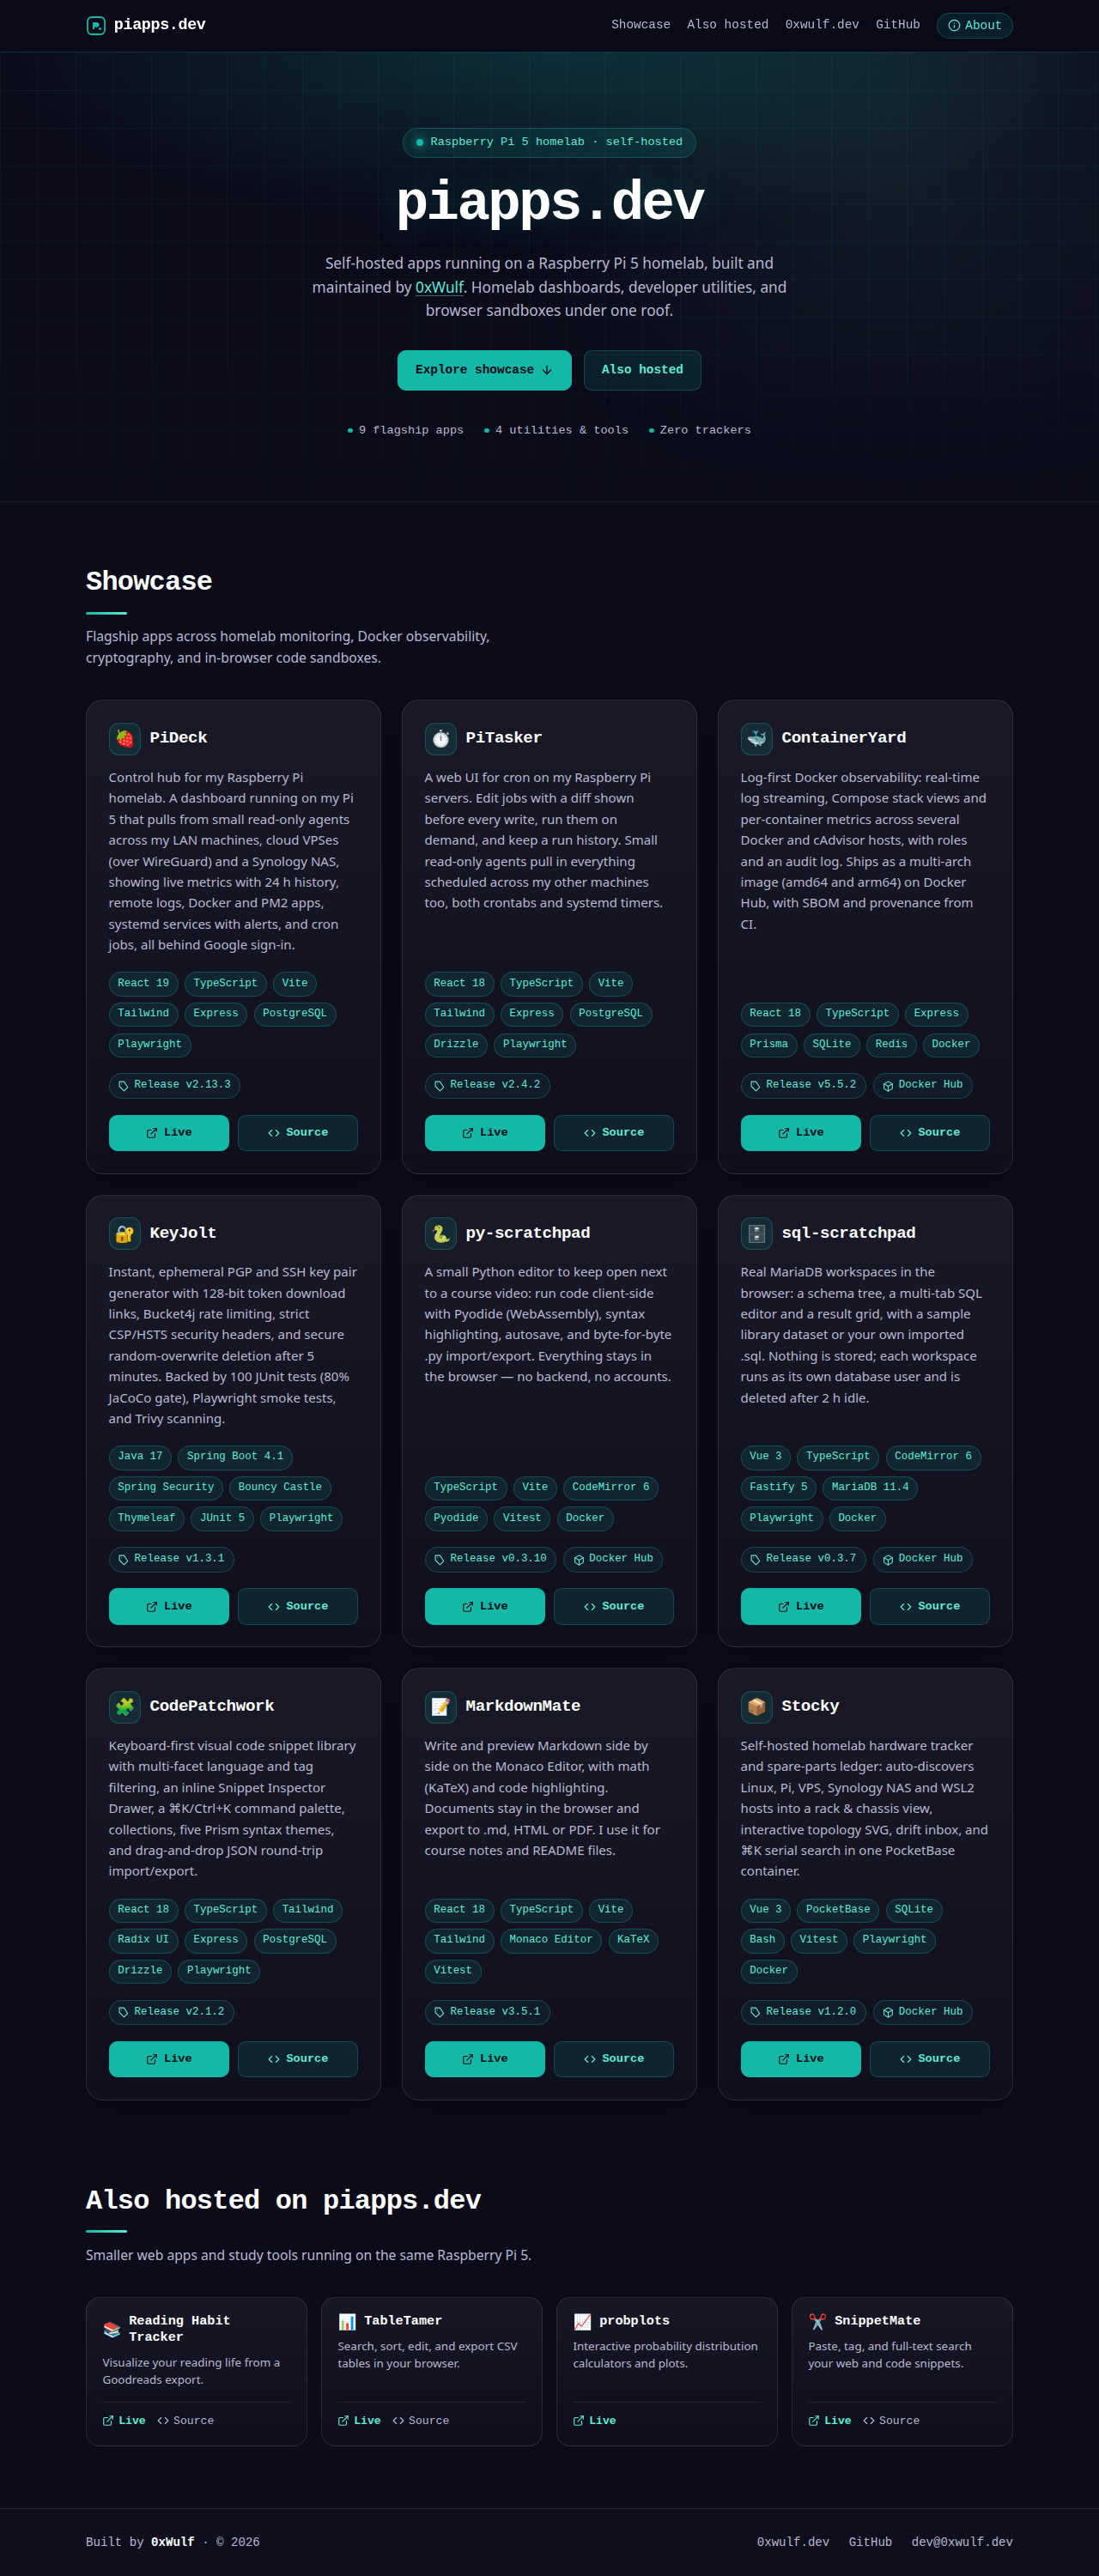 piapps.dev
Showcase Also hosted 0xwulf.dev GitHub About
Raspberry Pi 5 homelab · self-hosted
piapps.dev
Self-hosted apps running on a Raspberry Pi 5 homelab, built and
maintained by 0xWulf. Homelab dashboards, developer utilities, and
browser sandboxes under one roof.
Explore showcase ↓ Also hosted
9 flagship apps 4 utilities & tools Zero trackers
Showcase
Flagship apps across homelab monitoring, Docker observability,
cryptography, and in-browser code sandboxes.
PiDeck
Control hub for my Raspberry Pi
homelab. A dashboard running on my Pi
5 that pulls from small read-only agents
across my LAN machines, cloud VPSes
(over WireGuard) and a Synology NAS,
showing live metrics with 24 h history,
remote logs, Docker and PM2 apps,
systemd services with alerts, and cron
jobs, all behind Google sign-in.
React 19 TypeScript Vite
Tailwind Express PostgreSQL
Playwright
Release v2.13.3
Live Source
PiTasker
A web UI for cron on my Raspberry Pi
servers. Edit jobs with a diff shown
before every write, run them on
demand, and keep a run history. Small
read-only agents pull in everything
scheduled across my other machines
too, both crontabs and systemd timers.
React 18 TypeScript Vite
Tailwind Express PostgreSQL
Drizzle Playwright
Release v2.4.2
Live Source
ContainerYard
Log-first Docker observability: real-time
log streaming, Compose stack views and
per-container metrics across several
Docker and cAdvisor hosts, with roles
and an audit log. Ships as a multi-arch
image (amd64 and arm64) on Docker
Hub, with SBOM and provenance from
CI.
React 18 TypeScript Express
Prisma SQLite Redis Docker
Release v5.5.2 Docker Hub
Live Source
KeyJolt
Instant, ephemeral PGP and SSH key pair
generator with 128-bit token download
links, Bucket4j rate limiting, strict
CSP/HSTS security headers, and secure
random-overwrite deletion after 5
minutes. Backed by 100 JUnit tests (80%
JaCoCo gate), Playwright smoke tests,
and Trivy scanning.
Java 17 Spring Boot 4.1
Spring Security Bouncy Castle
Thymeleaf JUnit 5 Playwright
Release v1.3.1
Live Source
py-scratchpad
A small Python editor to keep open next
to a course video: run code client-side
with Pyodide (WebAssembly), syntax
highlighting, autosave, and byte-for-byte
.py import/export. Everything stays in
the browser — no backend, no accounts.
TypeScript Vite CodeMirror 6
Pyodide Vitest Docker
Release v0.3.10 Docker Hub
Live Source
sql-scratchpad
Real MariaDB workspaces in the
browser: a schema tree, a multi-tab SQL
editor and a result grid, with a sample
library dataset or your own imported
.sql. Nothing is stored; each workspace
runs as its own database user and is
deleted after 2 h idle.
Vue 3 TypeScript CodeMirror 6
Fastify 5 MariaDB 11.4
Playwright Docker
Release v0.3.7 Docker Hub
Live Source
CodePatchwork
Keyboard-first visual code snippet library
with multi-facet language and tag
filtering, an inline Snippet Inspector
Drawer, a ⌘K/Ctrl+K command palette,
collections, five Prism syntax themes,
and drag-and-drop JSON round-trip
import/export.
React 18 TypeScript Tailwind
Radix UI Express PostgreSQL
Drizzle Playwright
Release v2.1.2
Live Source
MarkdownMate
Write and preview Markdown side by
side on the Monaco Editor, with math
(KaTeX) and code highlighting.
Documents stay in the browser and
export to .md, HTML or PDF. I use it for
course notes and README files.
React 18 TypeScript Vite
Tailwind Monaco Editor KaTeX
Vitest
Release v3.5.1
Live Source
Stocky
Self-hosted homelab hardware tracker
and spare-parts ledger: auto-discovers
Linux, Pi, VPS, Synology NAS and WSL2
hosts into a rack & chassis view,
interactive topology SVG, drift inbox, and
⌘K serial search in one PocketBase
container.
Vue 3 PocketBase SQLite
Bash Vitest Playwright
Docker
Release v1.2.0 Docker Hub
Live Source
Also hosted on piapps.dev
Smaller web apps and study tools running on the same Raspberry Pi 5.
Reading Habit
Tracker
Visualize your reading life from a
Goodreads export.
Live Source
TableTamer
Search, sort, edit, and export CSV
tables in your browser.
Live Source
probplots
Interactive probability distribution
calculators and plots.
Live
SnippetMate
Paste, tag, and full-text search
your web and code snippets.
Live Source
Built by 0xWulf · © 2026
0xwulf.dev GitHub dev@0xwulf.dev